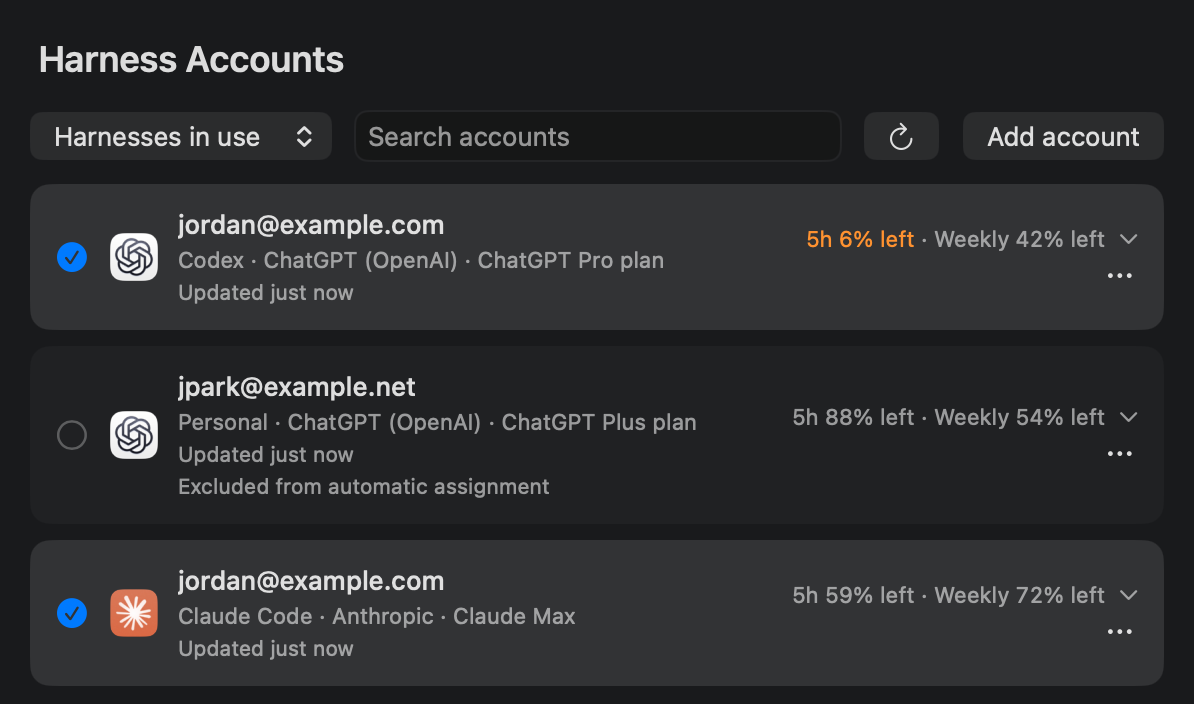 Harness Accounts
Harnesses in use
Search accounts
Add account
jordan@example.com
5h 6% left · Weekly 42% left
Codex · ChatGPT (OpenAI) · ChatGPT Pro plan
Updated just now
jpark@example.net
5h 88% left · Weekly 54% left
Personal · ChatGPT (OpenAI) · ChatGPT Plus plan
Updated just now
Excluded from automatic assignment
jordan@example.com
5h 59% left · Weekly 72% left
Claude Code · Anthropic · Claude Max
Updated just now